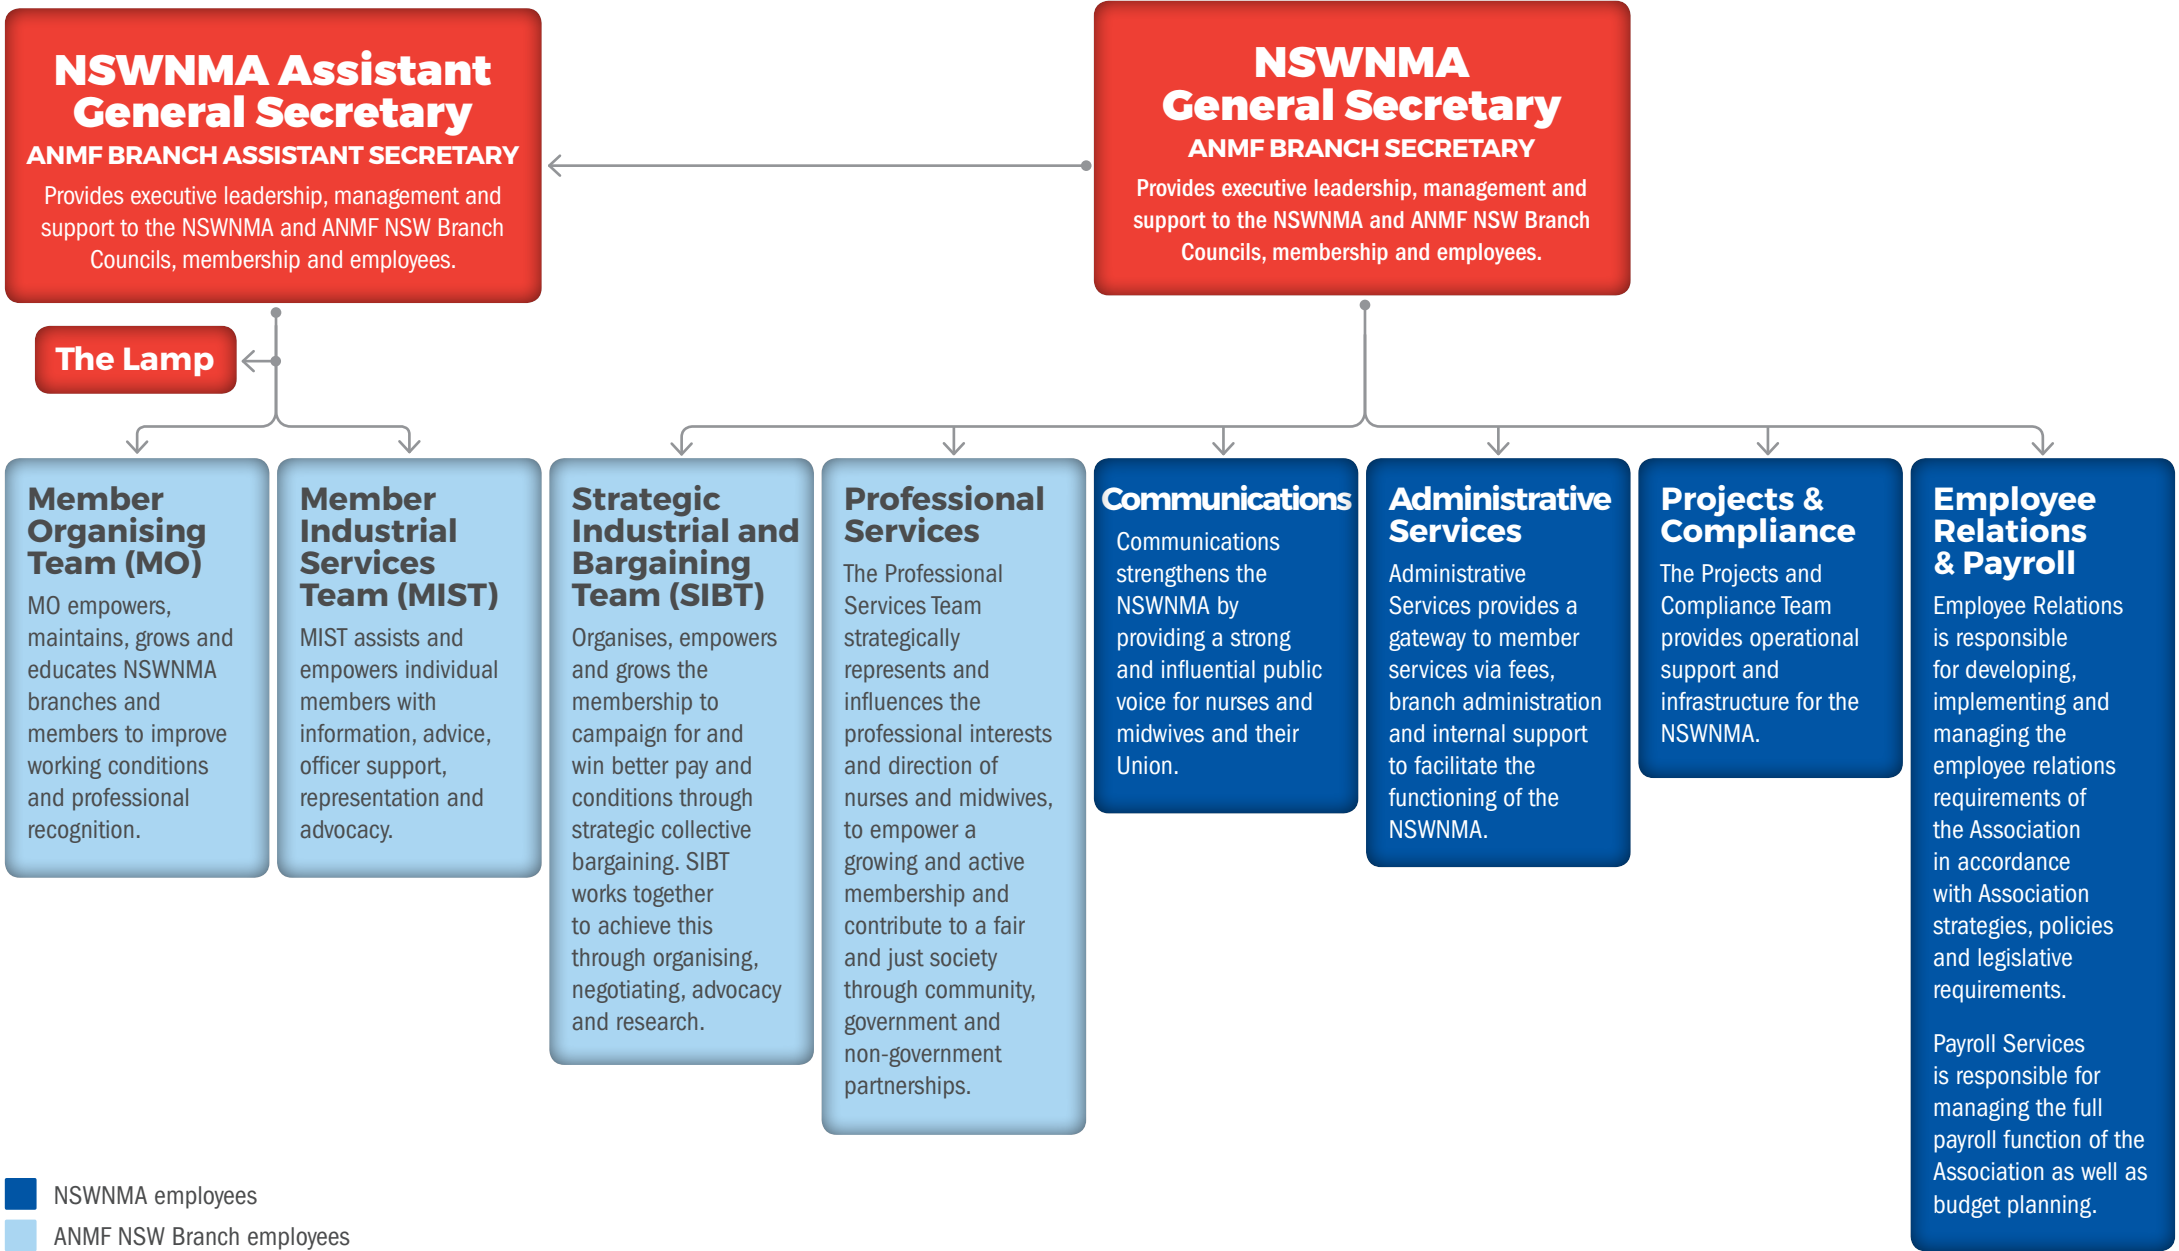 NSWNMA Assistant
General Secretary
ANMF BRANCH ASSISTANT SECRETARY
Provides executive leadership, management and
support to the NSWNMA and ANMF NSW Branch
Councils, membership and employees.
NSWNMA
General Secretary
ANMF BRANCH SECRETARY
Provides executive leadership, management and
support to the NSWNMA and ANMF NSW Branch
Councils, membership and employees.
The Lamp
Member
Organising
Team (MO)
MO empowers,
maintains, grows and
educates NSWNMA
branches and
members to improve
working conditions
and professional
recognition.
Member
Industrial
Services
Team (MIST)
MIST assists and
empowers individual
members with
information, advice,
officer support,
representation and
advocacy.
Strategic
Industrial and
Bargaining
Team (SIBT)
Organises, empowers
and grows the
membership to
campaign for and
win better pay and
conditions through
strategic collective
bargaining. SIBT
works together
to achieve this
through organising,
negotiating, advocacy
and research.
Professional
Services
The Professional
Services Team
strategically
represents and
influences the
professional interests
and direction of
nurses and midwives,
to empower a
growing and active
membership and
contribute to a fair
and just society
through community,
government and
non-government
partnerships.
Communications
Communications
strengthens the
NSWNMA by
providing a strong
and influential public
voice for nurses and
midwives and their
Union.
Administrative
Services
Administrative
Services provides a
gateway to member
services via fees,
branch administration
and internal support
to facilitate the
functioning of the
NSWNMA.
Projects &
Compliance
The Projects and
Compliance Team
provides operational
support and
infrastructure for the
NSWNMA.
Employee
Relations
& Payroll
Employee Relations
is responsible
for developing,
implementing and
managing the
employee relations
requirements of
the Association
in accordance
with Association
strategies, policies
and legislative
requirements.
Payroll Services
is responsible for
managing the full
payroll function of the
Association as well as
budget planning.
NSWNMA employees
ANMF NSW Branch employees